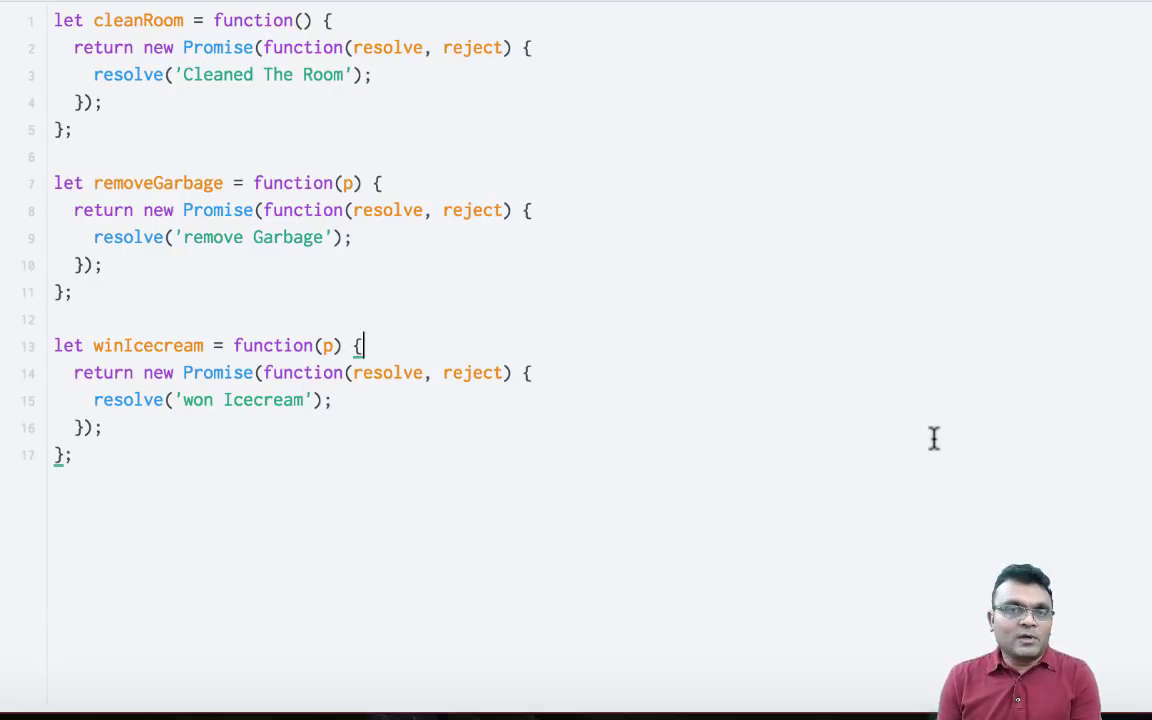 1 let cleanRoom = function() {
2 return new Promise(function(resolve, reject) {
3 resolve('Cleaned The Room');
4 });
5 };
6
7 let removeGarbage = function(p) {
8 return new Promise(function(resolve, reject) {
9 resolve('remove Garbage');
10 });
11 };
12
13 let winIcecream = function(p) {
14 return new Promise(function(resolve, reject) {
15 resolve('won Icecream');
16 });
17 };